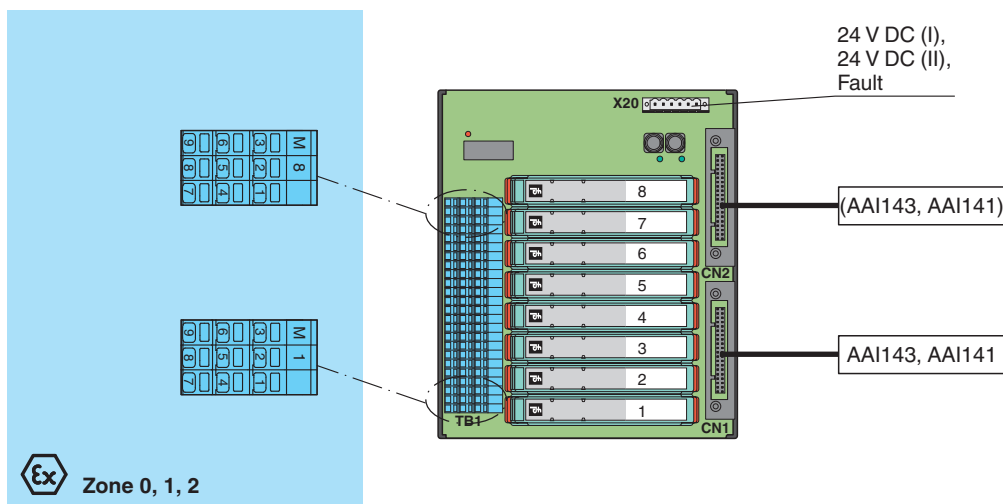 24 V DC (I),
24 V DC (II),
Fault
X20
9 6 3 M
8 5 2 8
7 4 1
8
7
6
5
4
3
2
1
(AAI143, AAI141)
CN2
9 6 3 M
8 5 2 1
7 4 1
AAI143, AAI141
TB1
CN1
Ex
Zone 0, 1, 2